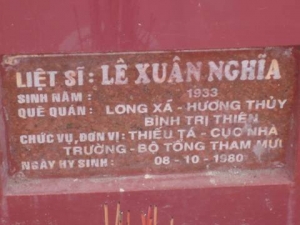 LIỆT SĨ: LÊ XUÂN NGHĨA
SINH NĂM: 1933
QUÊ QUÁN: LONG XÁ - HƯƠNG THỦY
BÌNH TRỊ THIÊN
CHỨC VỤ, ĐƠN VỊ: THIẾU TÁ - CỤC NHÀ
TRƯỜNG - BỘ TỔNG THAM MƯU
NGÀY HY SINH: 08 - 10 - 1980